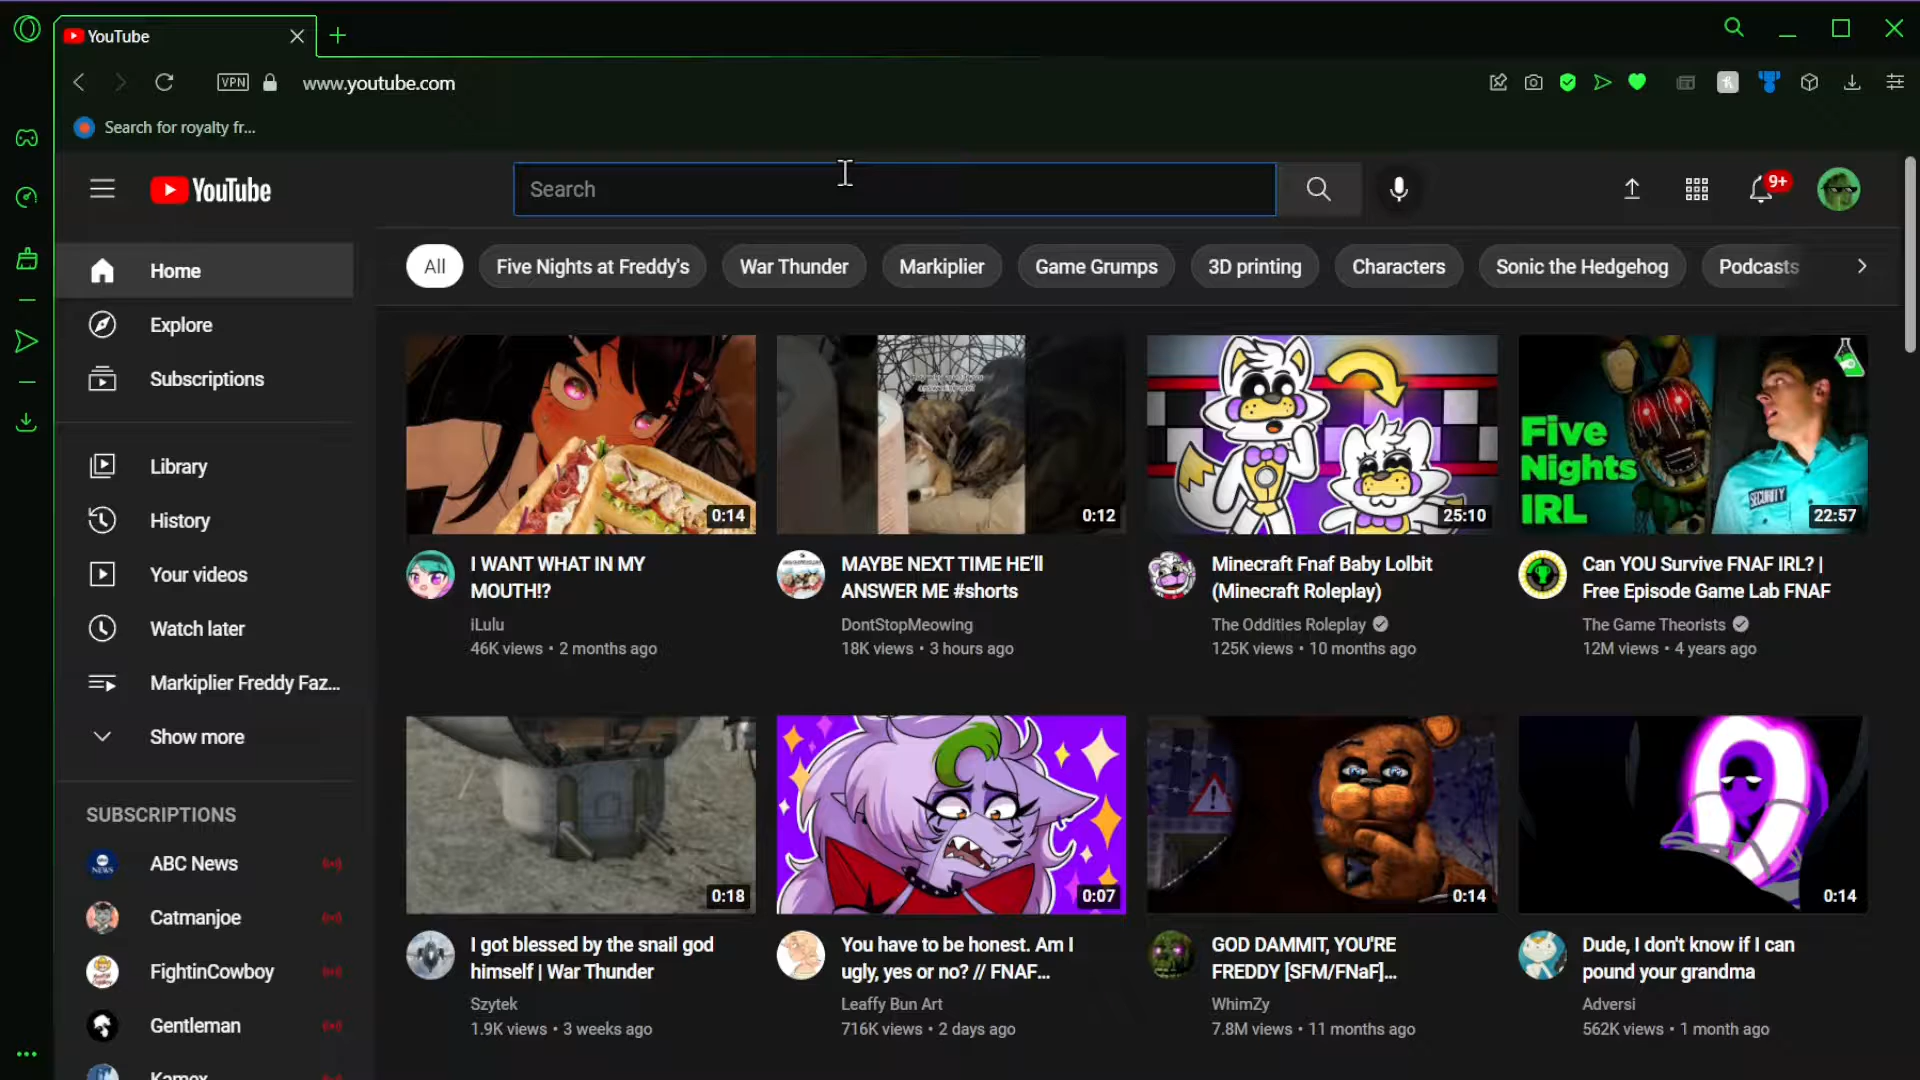 YouTube
VPN
www.youtube.com
Search for royalty fr...
YouTube
Search
9+
Home
Explore
Subscriptions
Library
History
Your videos
Watch later
Markiplier Freddy Faz...
Show more
SUBSCRIPTIONS
ABC News
Catmanjoe
FightinCowboy
Gentleman
Kamex
All
Five Nights at Freddy's
War Thunder
Markiplier
Game Grumps
3D printing
Characters
Sonic the Hedgehog
Podcasts
0:14
I WANT WHAT IN MY
MOUTH!?
iLulu
46K views • 2 months ago
0:12
MAYBE NEXT TIME HE'll
ANSWER ME #shorts
DontStopMeowing
18K views • 3 hours ago
25:10
Minecraft Fnaf Baby Lolbit
(Minecraft Roleplay)
The Oddities Roleplay
125K views • 10 months ago
Five
Nights
IRL
SECURITY
22:57
Can YOU Survive FNAF IRL? |
Free Episode Game Lab FNAF
The Game Theorists
12M views • 4 years ago
0:18
I got blessed by the snail god
himself | War Thunder
Szytek
1.9K views • 3 weeks ago
0:07
You have to be honest. Am I
ugly, yes or no? // FNAF...
Leaffy Bun Art
716K views • 2 days ago
0:14
GOD DAMMIT, YOU'RE
FREDDY [SFM/FNaF]...
WhimZy
7.8M views • 11 months ago
0:14
Dude, I don't know if I can
pound your grandma
Adversi
562K views • 1 month ago